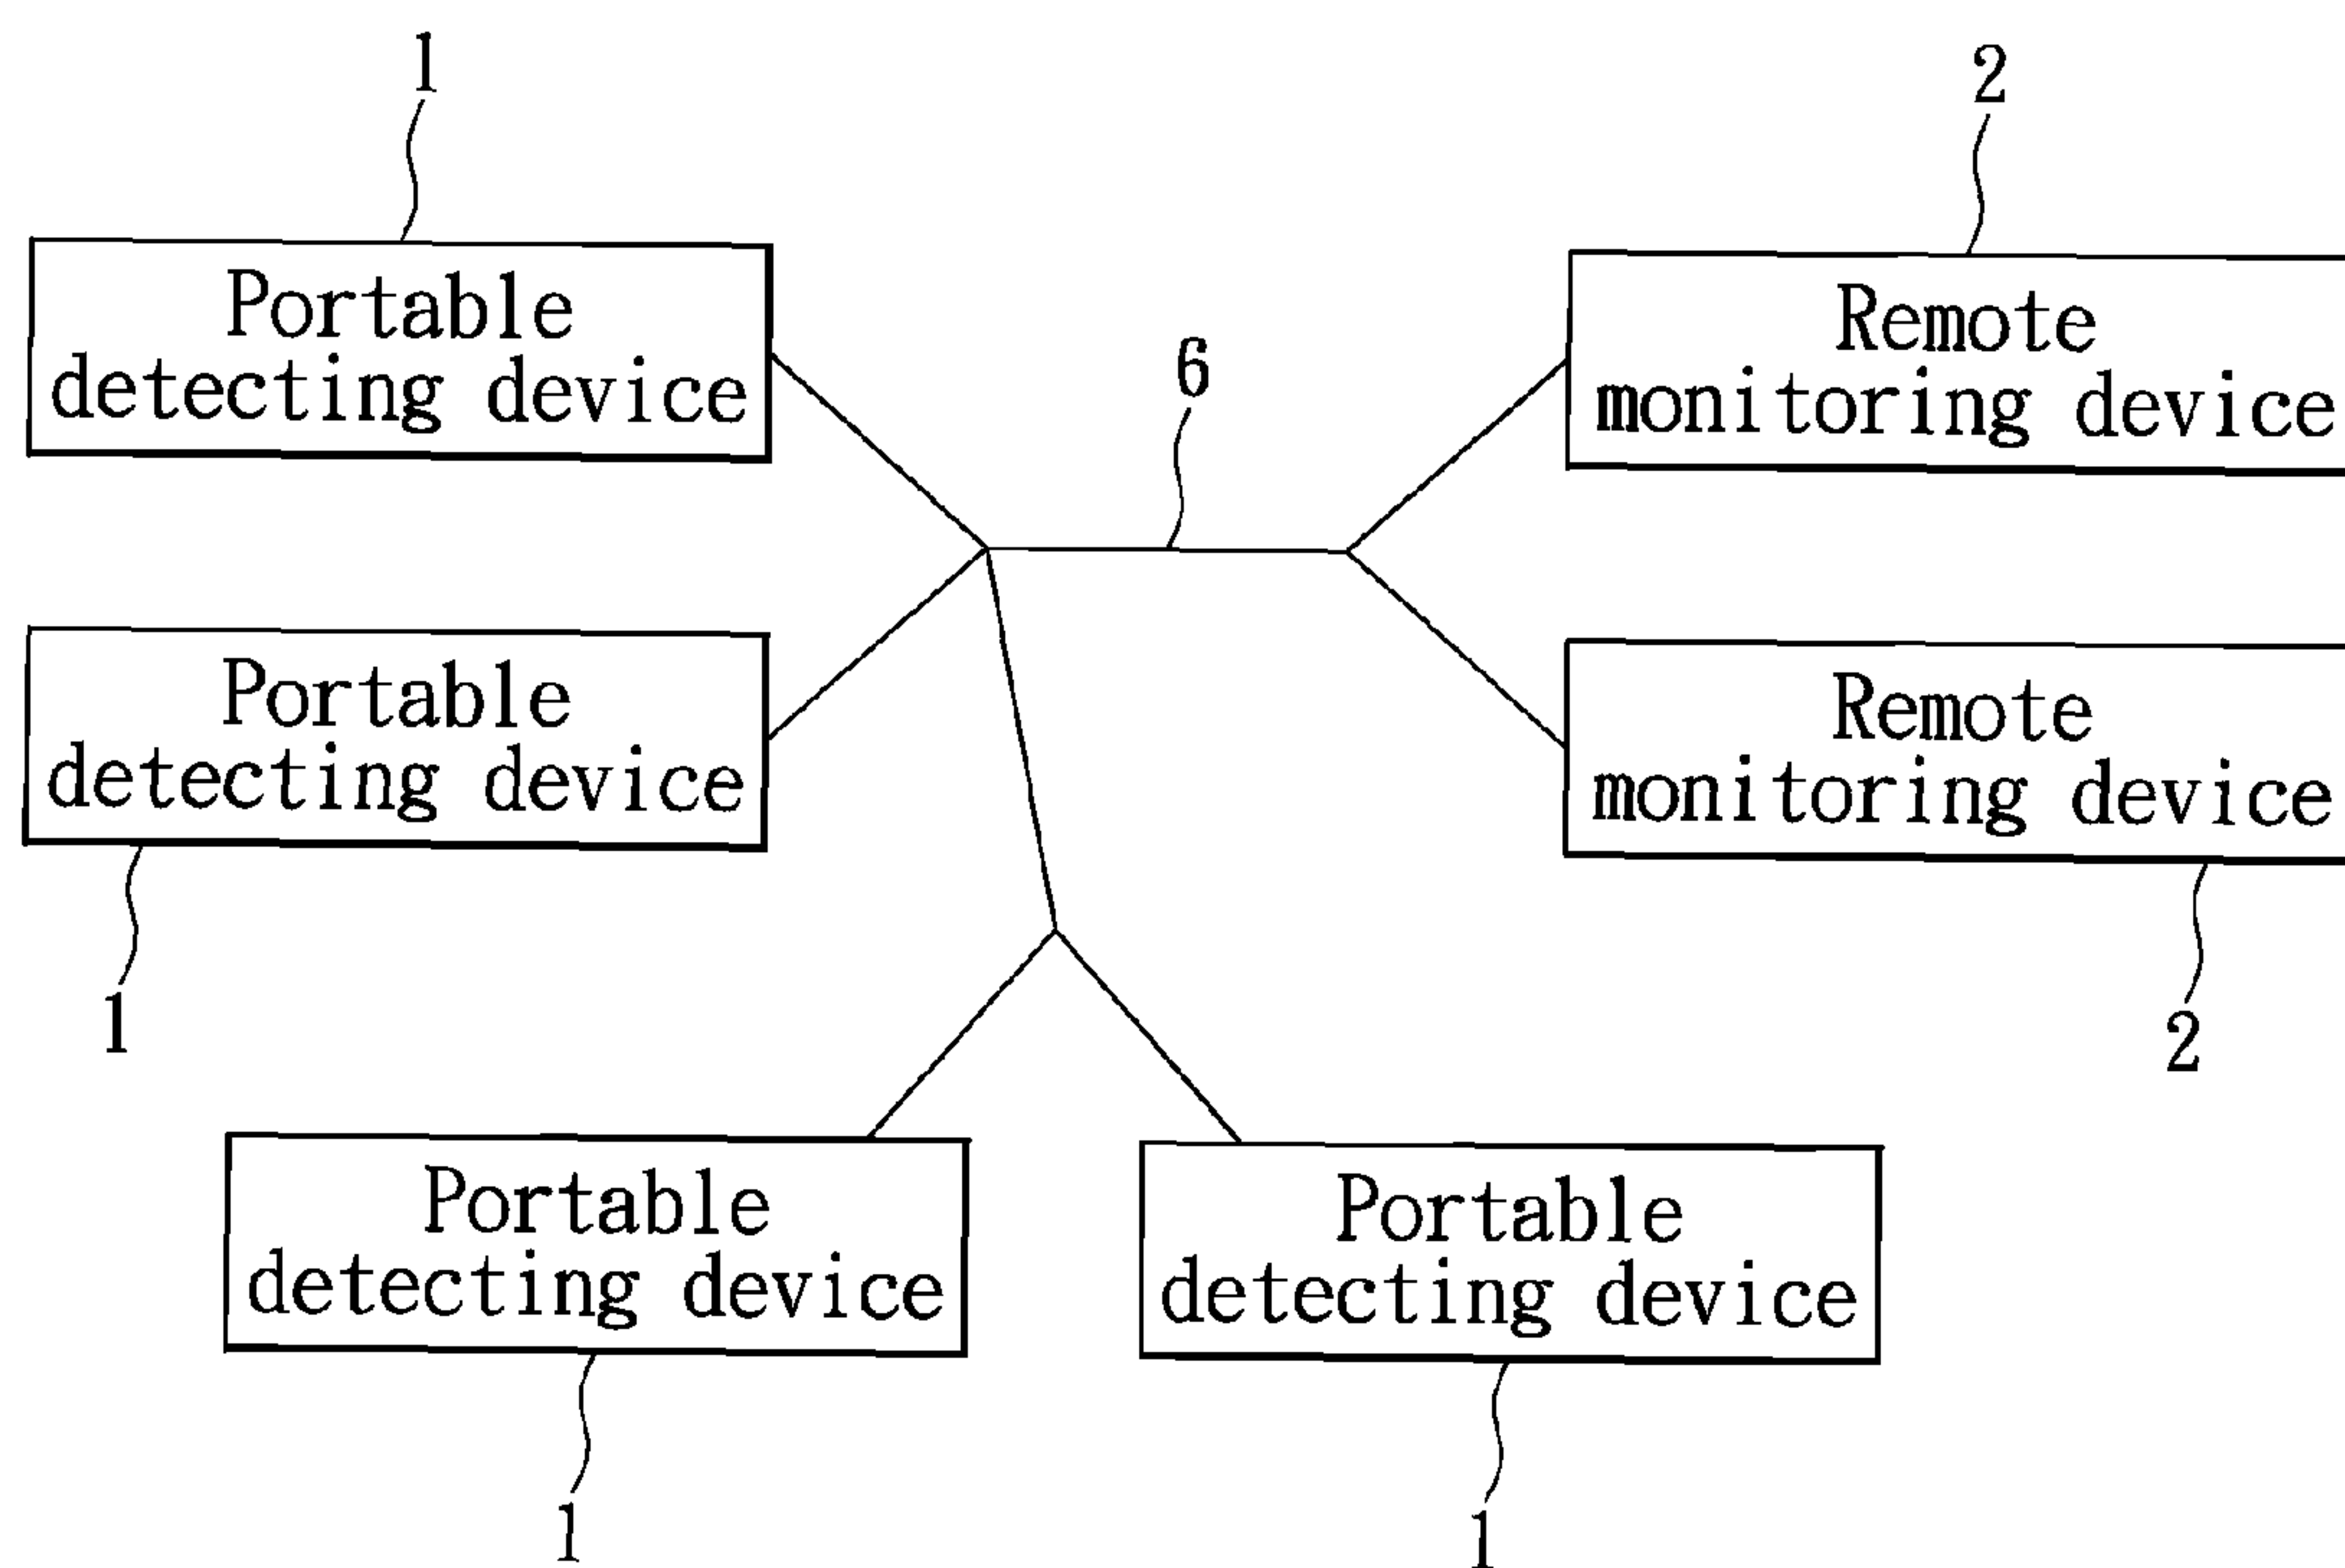 1
2
Portable
detecting device
Remote
monitoring device
6
Portable
detecting device
Remote
monitoring device
1
2
Portable
detecting device
Portable
detecting device
1
1